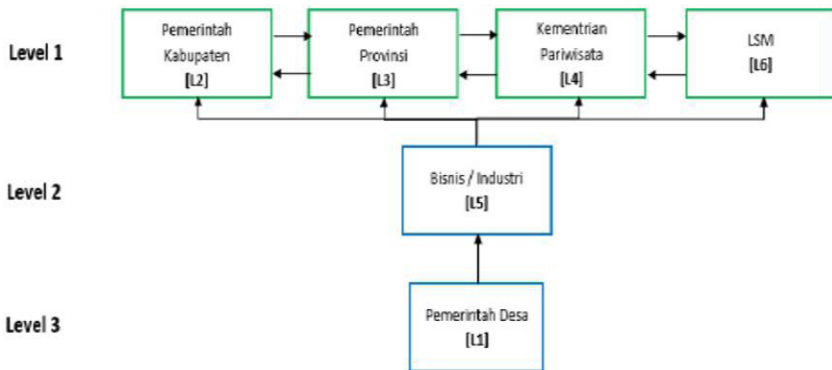 Level 1
Pemerintah
Kabupaten
[L2]
Pemerintah
Provinsi
[L3]
Kementrian
Pariwisata
[L4]
LSM
[L6]
Level 2
Bisnis / Industri
[L5]
Level 3
Pemerintah Desa
[L1]